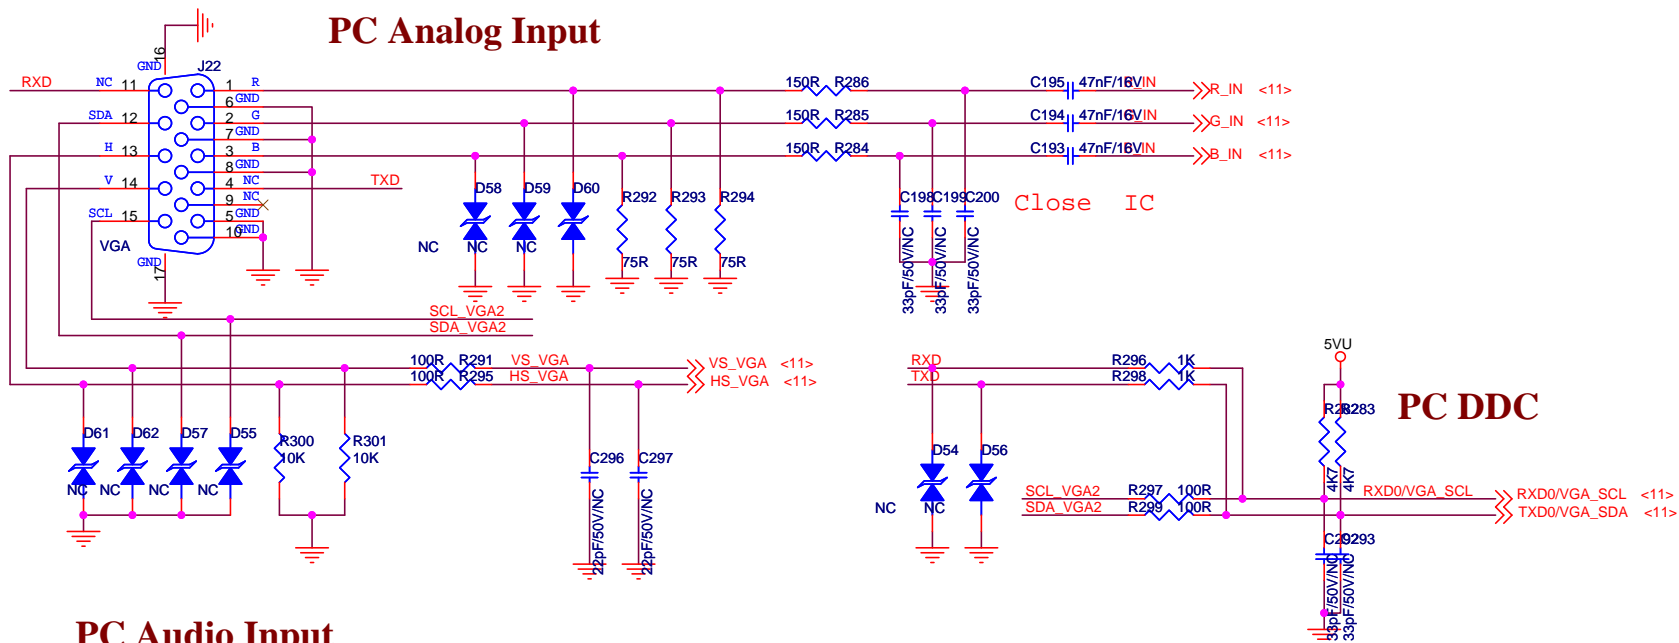 PC Analog Input
16
GND
J22
RXD
NC 11
1 R
6 GND
SDA 12
2 G
7 GND
H 13
3 B
8 GND
V 14
4 NC
TXD
9 NC
SCL 15
5 GND
10 GND
VGA
GND
17
150R R286
C195 47nF/16V
R_IN <11>
150R R285
C194 47nF/16V
G_IN <11>
150R R284
C193 47nF/16V
B_IN <11>
D58 D59 D60
R292 R293 R294
C198 C199 C200
Close IC
NC NC NC
75R 75R 75R
33pF/50V/NC 33pF/50V/NC 33pF/50V/NC
SCL_VGA2
SDA_VGA2
100R R291 VS_VGA
VS_VGA <11>
100R R295 HS_VGA
HS_VGA <11>
RXD R296 1K
TXD R298 1K
5VU
R282 R283
PC DDC
D61 D62 D57 D55
R300
10K
R301
10K
C296 C297
D54 D56
NC NC NC NC
22pF/50V/NC 22pF/50V/NC
NC NC
4K7 4K7
SCL_VGA2 R297 100R
RXD0/VGA_SCL
RXD0/VGA_SCL <11>
SDA_VGA2 R299 100R
TXD0/VGA_SDA <11>
C292 C293
33pF/50V/NC 33pF/50V/NC
PC Audio Input